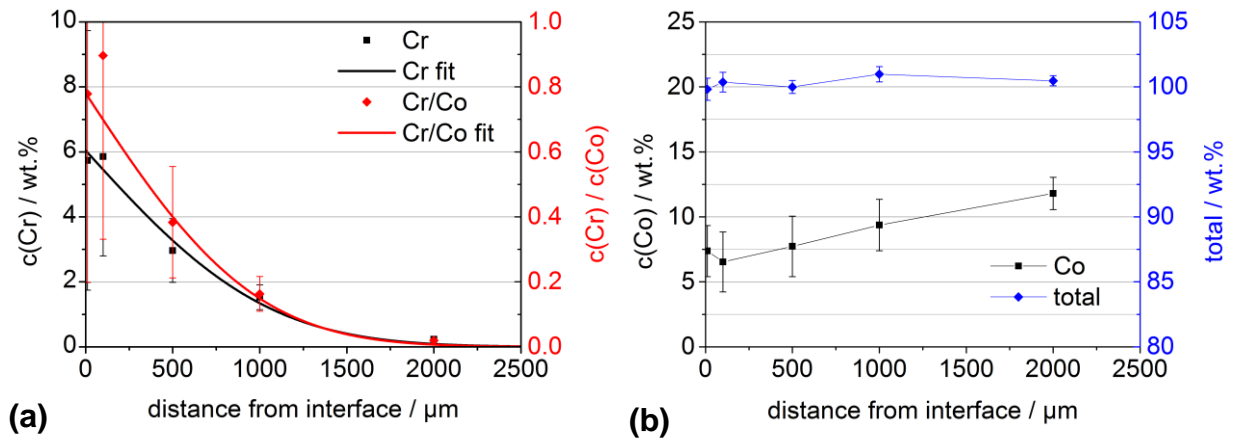 10
8
6
4
2
0
c(Cr) / wt.%
Cr
Cr fit
Cr/Co
Cr/Co fit
1.0
0.8
0.6
0.4
0.2
0.0
c(Cr) / c(Co)
0 500 1000 1500 2000 2500
distance from interface / µm
(a)
25
20
15
10
5
0
c(Co) / wt.%
Co
total
105
100
95
90
85
80
total / wt.%
0 500 1000 1500 2000 2500
distance from interface / µm
(b)